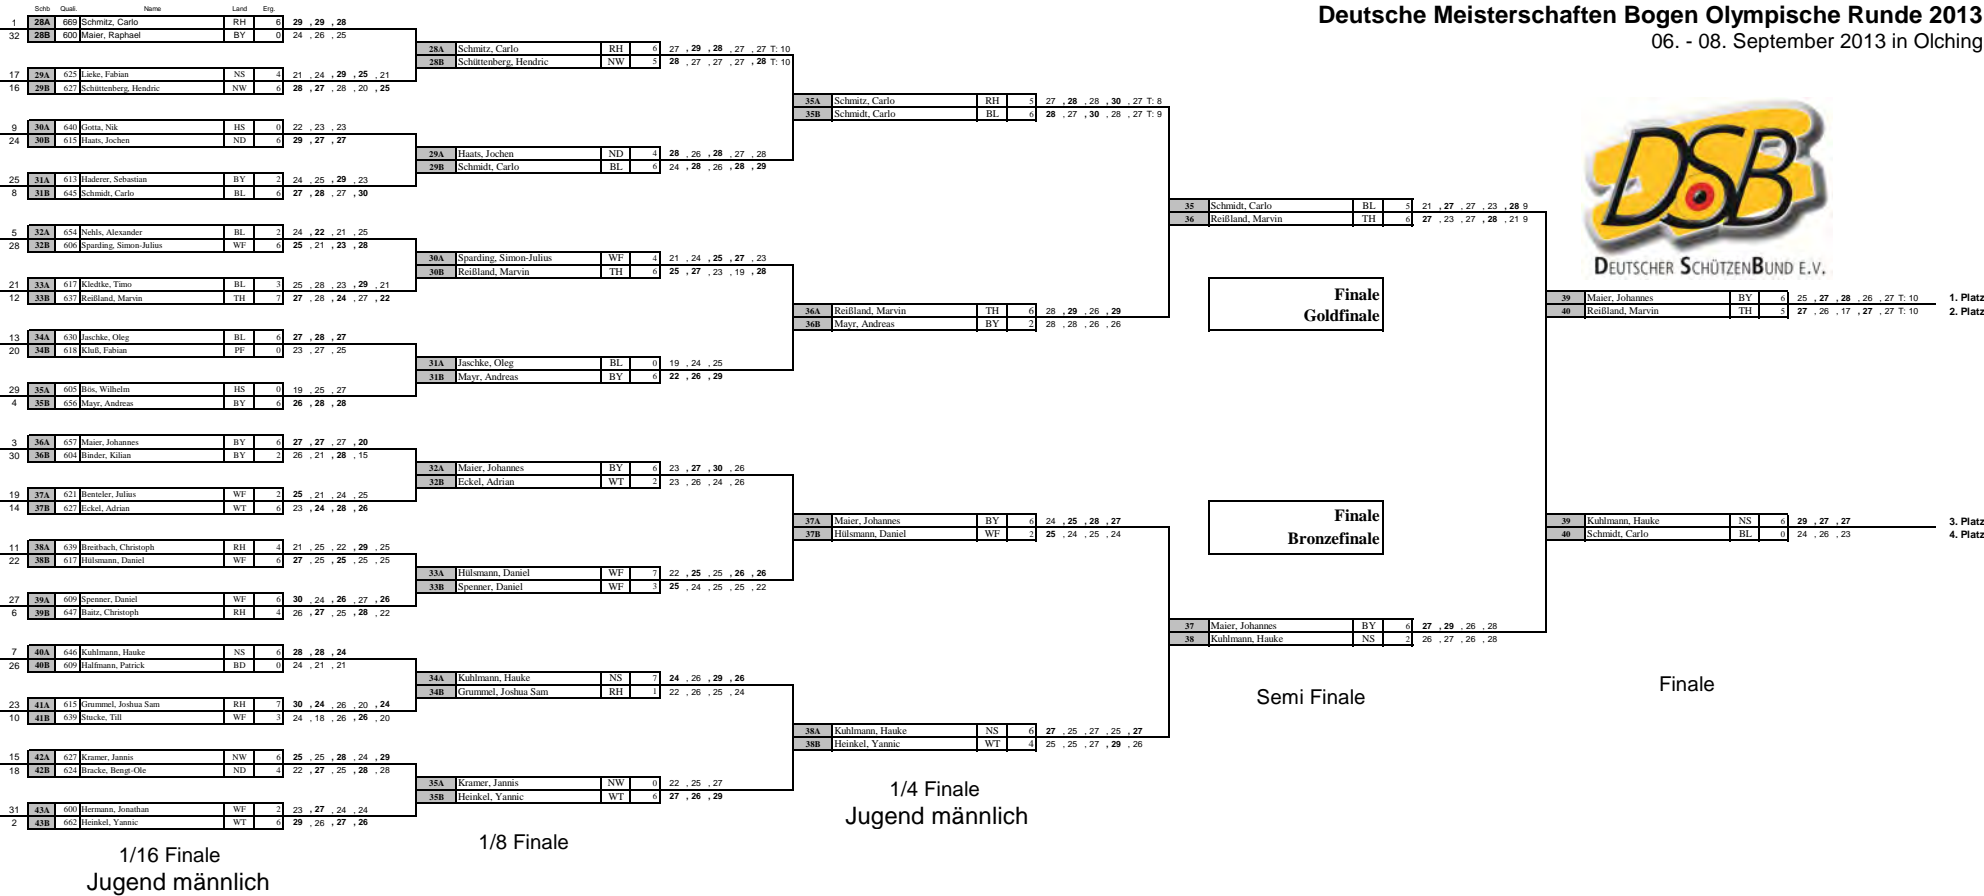 Deutsche Meisterschaften Bogen Olympische Runde 2013
06. - 08. September 2013 in Olching
DSB
DEUTSCHER SCHÜTZENBUND E.V.
Schb Quali. Name Land Erg.
1 28A 669 Schmitz, Carlo RH 6 29 , 29 , 28
32 28B 600 Maier, Raphael BY 0 24 , 26 , 25
17 29A 625 Lieke, Fabian NS 4 21 , 24 , 29 , 25 , 21
16 29B 627 Schüttenberg, Hendric NW 6 28 , 27 , 28 , 20 , 25
9 30A 640 Gotta, Nik HS 0 22 , 23 , 23
24 30B 615 Haats, Jochen ND 6 29 , 27 , 27
25 31A 613 Haderer, Sebastian BY 2 24 , 25 , 29 , 23
8 31B 645 Schmidt, Carlo BL 6 27 , 28 , 27 , 30
5 32A 654 Nehls, Alexander BL 2 24 , 22 , 21 , 25
28 32B 606 Sparding, Simon-Julius WF 6 25 , 21 , 23 , 28
21 33A 617 Kledtke, Timo BL 3 25 , 28 , 23 , 29 , 21
12 33B 637 Reißland, Marvin TH 7 27 , 28 , 24 , 27 , 22
13 34A 630 Jaschke, Oleg BL 6 27 , 28 , 27
20 34B 618 Kluß, Fabian PF 0 23 , 27 , 25
29 35A 605 Bös, Wilhelm HS 0 19 , 25 , 27
4 35B 656 Mayr, Andreas BY 6 26 , 28 , 28
3 36A 657 Maier, Johannes BY 6 27 , 27 , 27 , 20
30 36B 604 Binder, Kilian BY 2 26 , 21 , 28 , 15
19 37A 621 Benteler, Julius WF 2 25 , 21 , 24 , 25
14 37B 627 Eckel, Adrian WT 6 23 , 24 , 28 , 26
11 38A 639 Breitbach, Christoph RH 4 21 , 25 , 22 , 29 , 25
22 38B 617 Hülsmann, Daniel WF 6 27 , 25 , 25 , 25 , 25
27 39A 609 Spenner, Daniel WF 6 30 , 24 , 26 , 27 , 26
6 39B 647 Baitz, Christoph RH 4 26 , 27 , 25 , 28 , 22
7 40A 646 Kuhlmann, Hauke NS 6 28 , 28 , 24
26 40B 609 Halfmann, Patrick BD 0 24 , 21 , 21
23 41A 615 Grummel, Joshua Sam RH 7 30 , 24 , 26 , 20 , 24
10 41B 639 Stucke, Till WF 3 24 , 18 , 26 , 26 , 20
15 42A 627 Kramer, Jannis NW 6 25 , 25 , 28 , 24 , 29
18 42B 624 Bracke, Bengt-Ole ND 4 22 , 27 , 25 , 28 , 28
31 43A 600 Hermann, Jonathan WF 2 23 , 27 , 24 , 24
2 43B 662 Heinkel, Yannic WT 6 29 , 26 , 27 , 26
1/16 Finale
Jugend männlich
28A Schmitz, Carlo RH 6 27 , 29 , 28 , 27 , 27 T: 10
28B Schüttenberg, Hendric NW 5 28 , 27 , 27 , 27 , 28 T: 10
29A Haats, Jochen ND 4 28 , 26 , 28 , 27 , 28
29B Schmidt, Carlo BL 6 24 , 28 , 26 , 28 , 29
30A Sparding, Simon-Julius WF 4 21 , 24 , 25 , 27 , 23
30B Reißland, Marvin TH 6 25 , 27 , 23 , 19 , 28
31A Jaschke, Oleg BL 0 19 , 24 , 25
31B Mayr, Andreas BY 6 22 , 26 , 29
32A Maier, Johannes BY 6 23 , 27 , 30 , 26
32B Eckel, Adrian WT 2 23 , 26 , 24 , 26
33A Hülsmann, Daniel WF 7 22 , 25 , 25 , 26 , 26
33B Spenner, Daniel WF 3 25 , 24 , 25 , 25 , 22
34A Kuhlmann, Hauke NS 7 24 , 26 , 29 , 26
34B Grummel, Joshua Sam RH 1 22 , 26 , 25 , 24
35A Kramer, Jannis NW 0 22 , 25 , 27
35B Heinkel, Yannic WT 6 27 , 26 , 29
1/8 Finale
35A Schmitz, Carlo RH 5 27 , 28 , 28 , 30 , 27 T: 8
35B Schmidt, Carlo BL 6 28 , 27 , 30 , 28 , 27 T: 9
36A Reißland, Marvin TH 6 28 , 29 , 26 , 29
36B Mayr, Andreas BY 2 28 , 28 , 26 , 26
37A Maier, Johannes BY 6 24 , 25 , 28 , 27
37B Hülsmann, Daniel WF 2 25 , 24 , 25 , 24
38A Kuhlmann, Hauke NS 6 27 , 25 , 27 , 25 , 27
38B Heinkel, Yannic WT 4 25 , 25 , 27 , 29 , 26
1/4 Finale
Jugend männlich
35 Schmidt, Carlo BL 5 21 , 27 , 27 , 23 , 28 9
36 Reißland, Marvin TH 6 27 , 23 , 27 , 28 , 21 9
Finale
Goldfinale
Finale
Bronzefinale
37 Maier, Johannes BY 6 27 , 29 , 26 , 28
38 Kuhlmann, Hauke NS 2 26 , 27 , 26 , 28
Semi Finale
39 Maier, Johannes BY 6 25 , 27 , 28 , 26 , 27 T: 10 1. Platz
40 Reißland, Marvin TH 5 27 , 26 , 17 , 27 , 27 T: 10 2. Platz
39 Kuhlmann, Hauke NS 6 29 , 27 , 27 3. Platz
40 Schmidt, Carlo BL 0 24 , 26 , 23 4. Platz
Finale